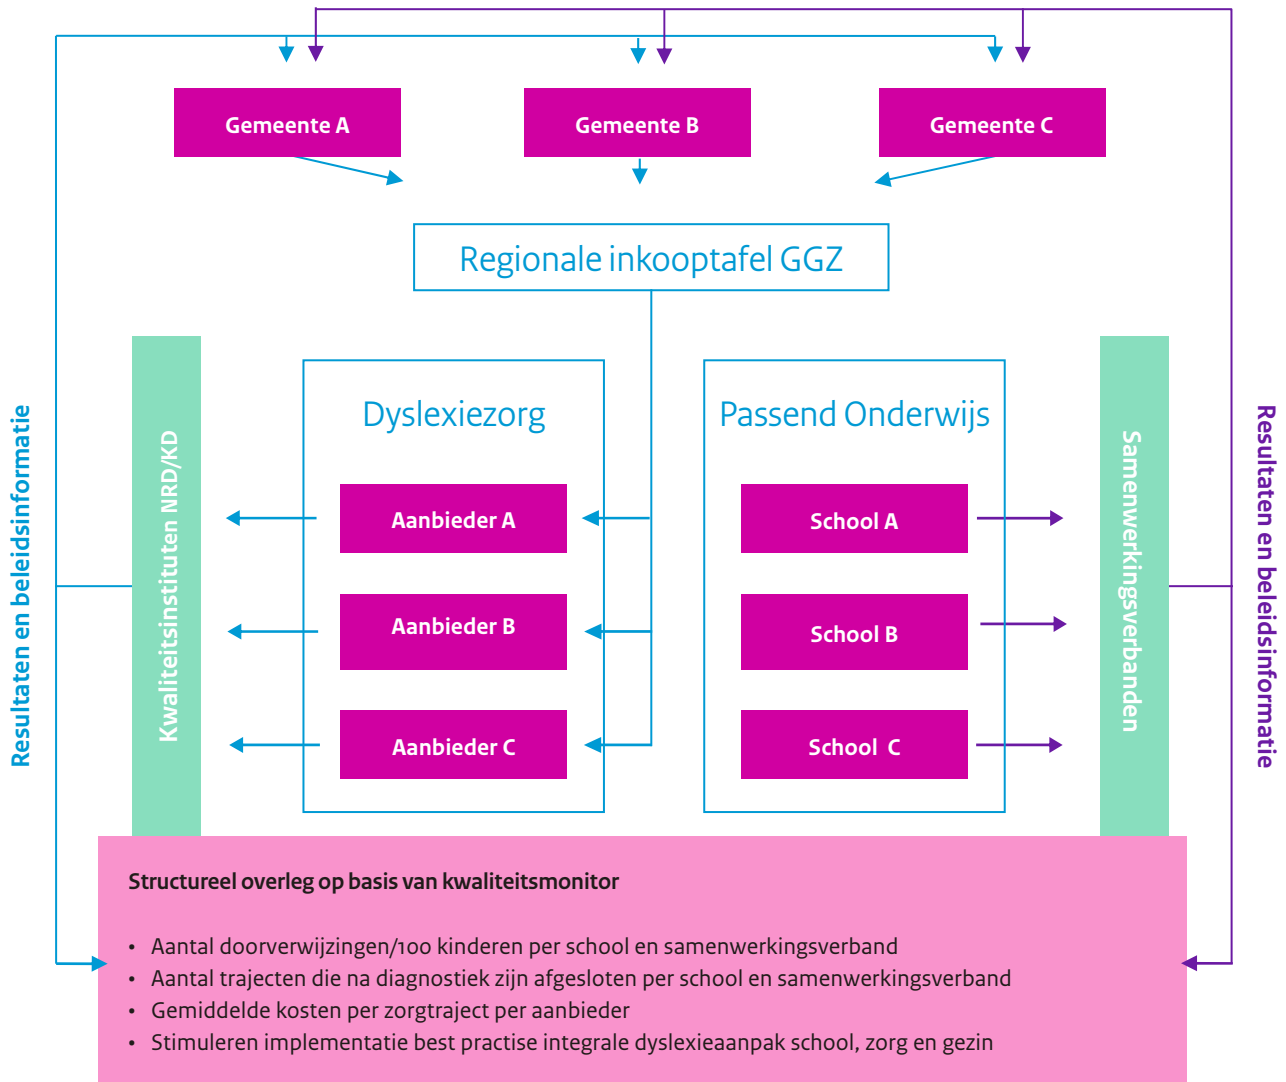 Gemeente A
Gemeente B
Gemeente C
Regionale inkooptafel GGZ
Resultaten en beleidsinformatie
Kwaliteitsinstituten NRD/KD
Dyslexiezorg
Aanbieder A
Aanbieder B
Aanbieder C
Passend Onderwijs
School A
School B
School C
Samenwerkingsverbanden
Resultaten en beleidsinformatie
Structureel overleg op basis van kwaliteitsmonitor
• Aantal doorverwijzingen/100 kinderen per school en samenwerkingsverband
• Aantal trajecten die na diagnostiek zijn afgesloten per school en samenwerkingsverband
• Gemiddelde kosten per zorgtraject per aanbieder
• Stimuleren implementatie best practise integrale dyslexieaanpak school, zorg en gezin